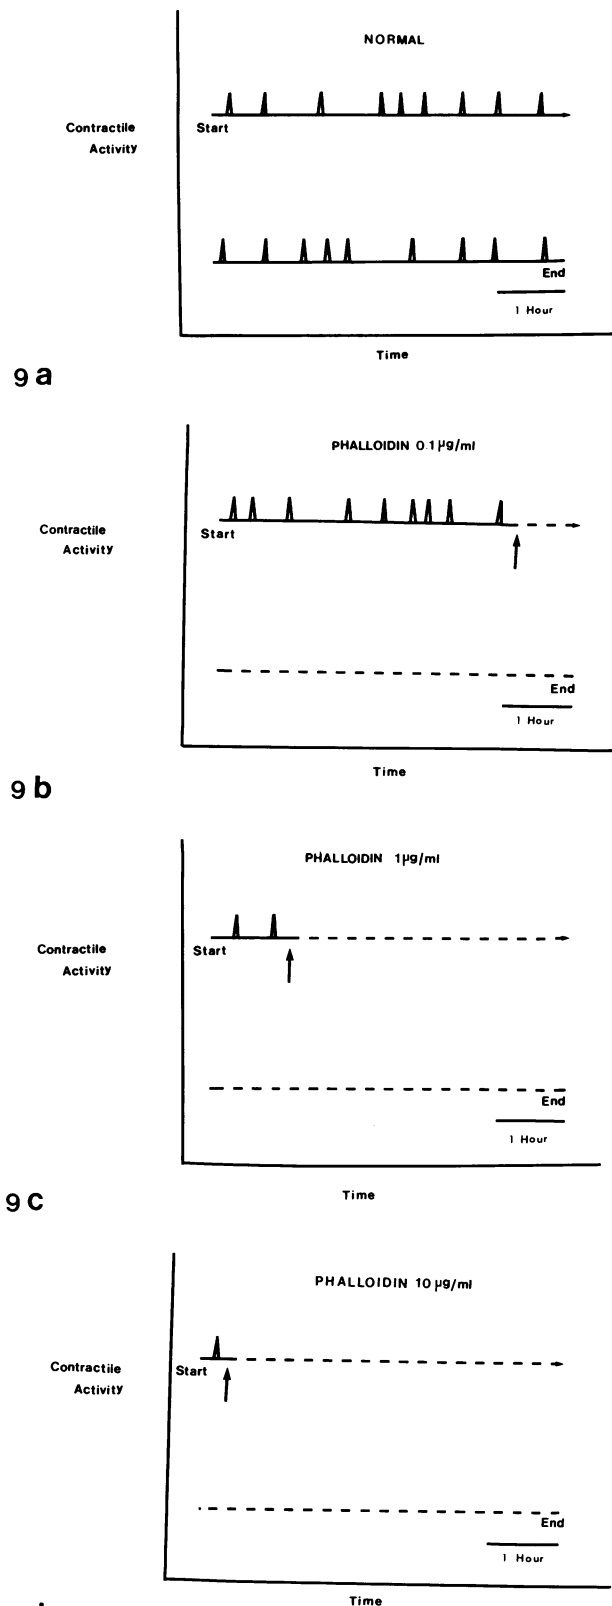 NORMAL
Contractile
Activity
Start
End
1 Hour
Time
9 a
PHALLOIDIN 0.1 µg/ml
Contractile
Activity
Start
End
1 Hour
Time
9 b
PHALLOIDIN 1µg/ml
Contractile
Activity
Start
End
1 Hour
Time
9 c
PHALLOIDIN 10 µg/ml
Contractile
Activity
Start
End
1 Hour
Time